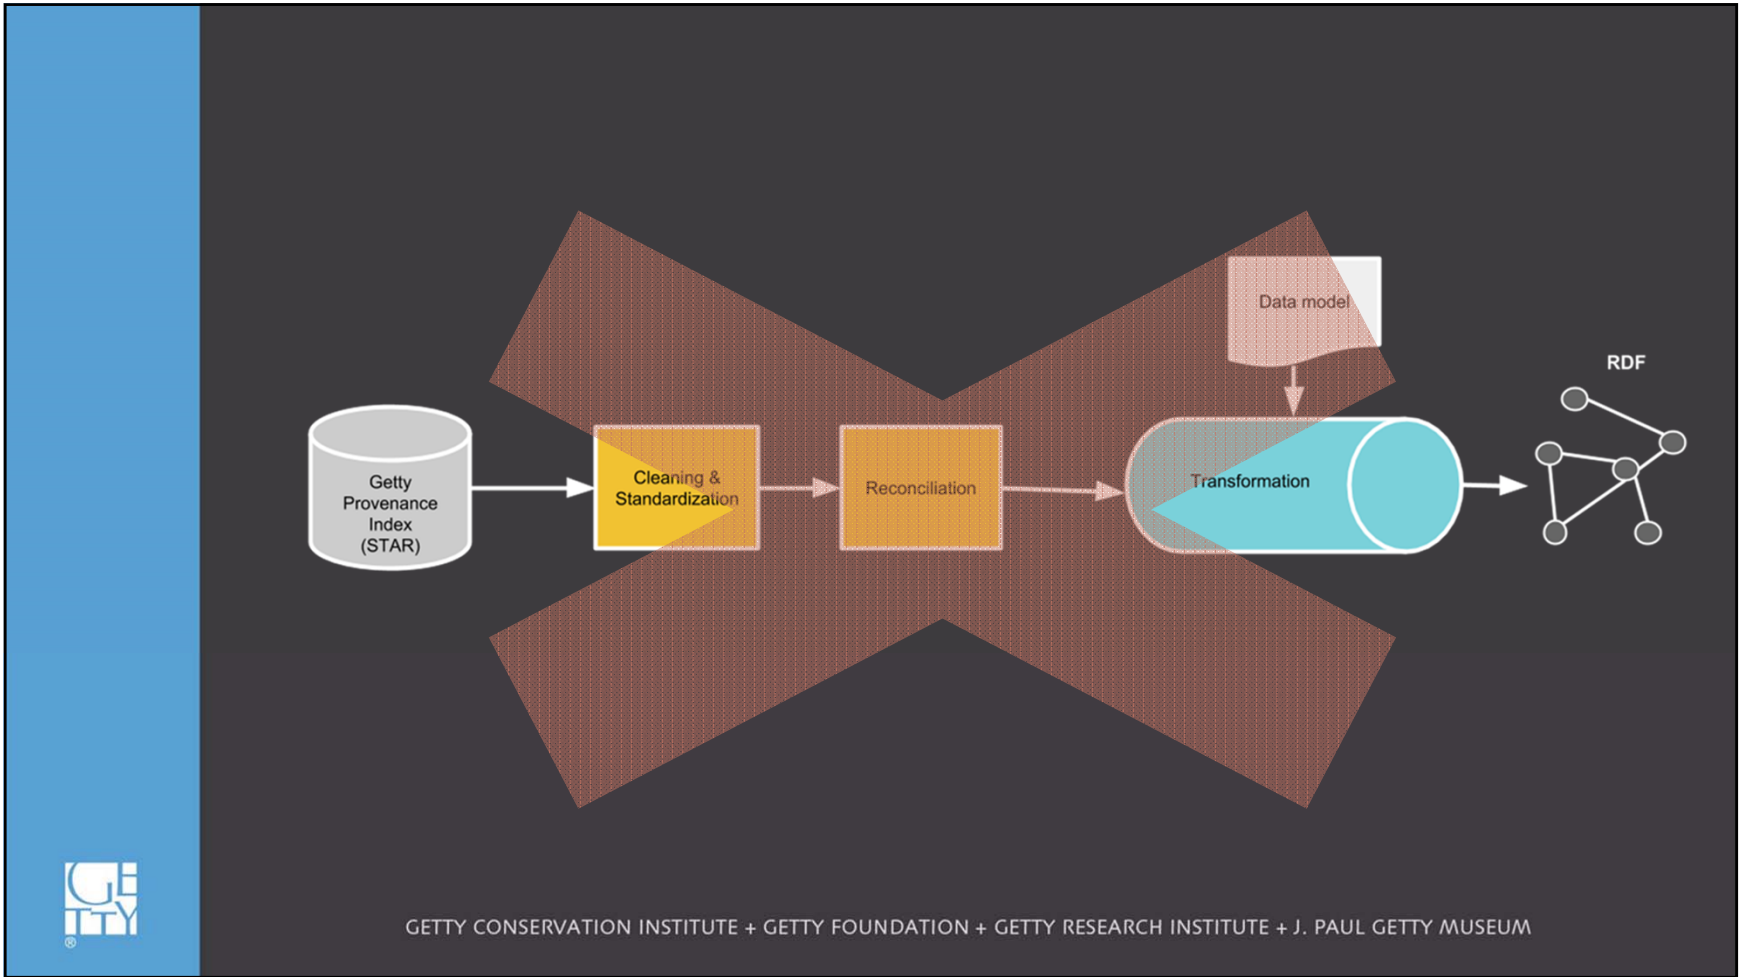 Data model
RDF
Getty
Provenance
Index
(STAR)
Cleaning &
Standardization
Reconciliation
Transformation
GETTY
®
GETTY CONSERVATION INSTITUTE + GETTY FOUNDATION + GETTY RESEARCH INSTITUTE + J. PAUL GETTY MUSEUM